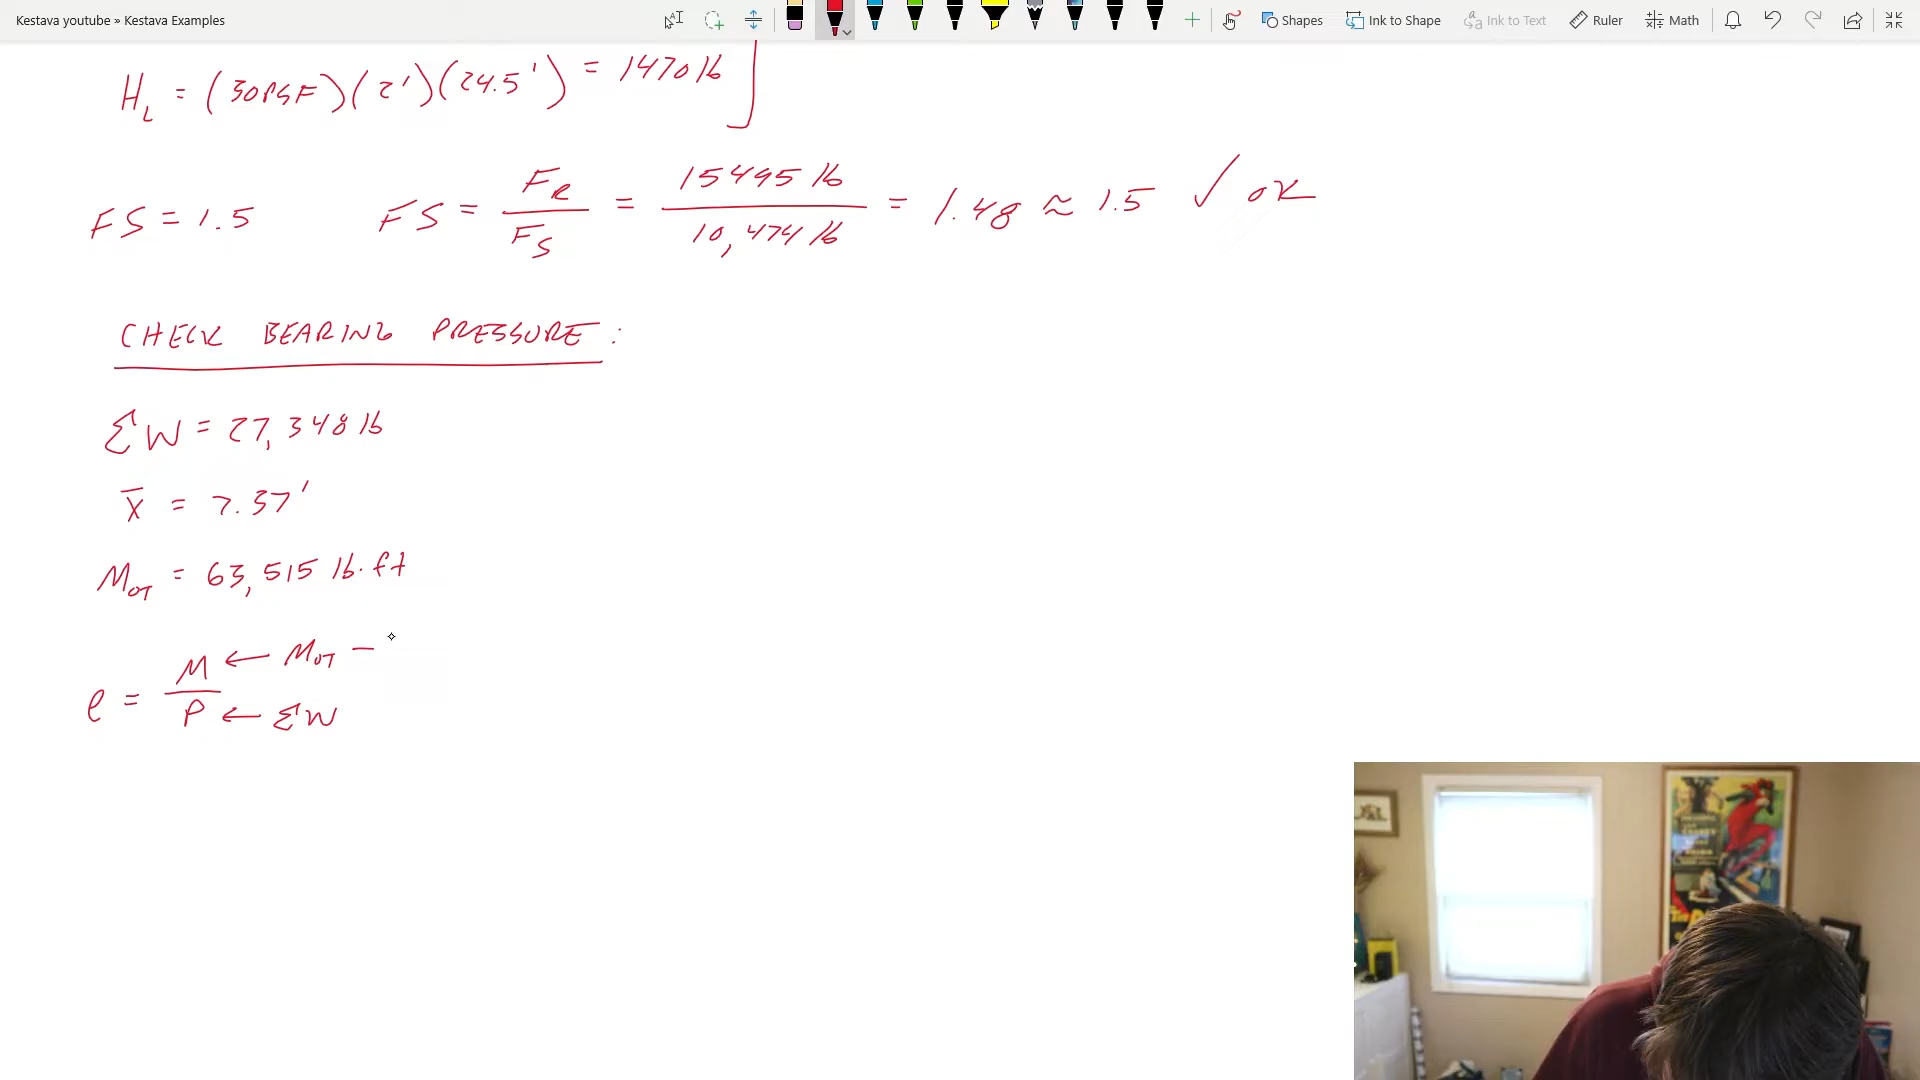 Kestava youtube » Kestava Examples
Shapes Ink to Shape Ink to Text Ruler Math
H_L = (30PSF)(2')(24.5') = 1470 lb
FS = 1.5 FS = F_R / F_S = 15495 lb / 10,474 lb = 1.48 ≈ 1.5 ✓ OK
CHECK BEARING PRESSURE :
ΣW = 27,348 lb
X̄ = 7.37'
M_OT = 63,515 lb·ft
e = M / P
M ← M_OT −
P ← ΣW